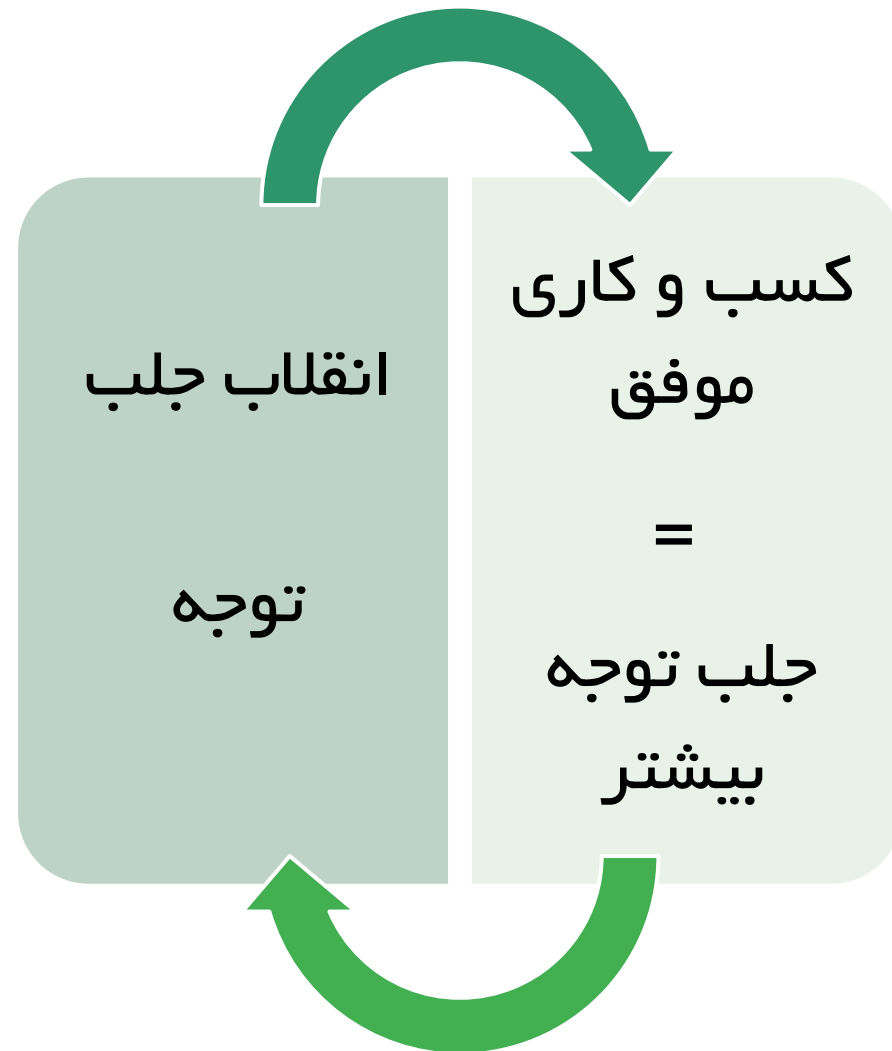 کسب و کاری
موفق
=
جلب توجه
بیشتر
انقلاب جلب
توجه